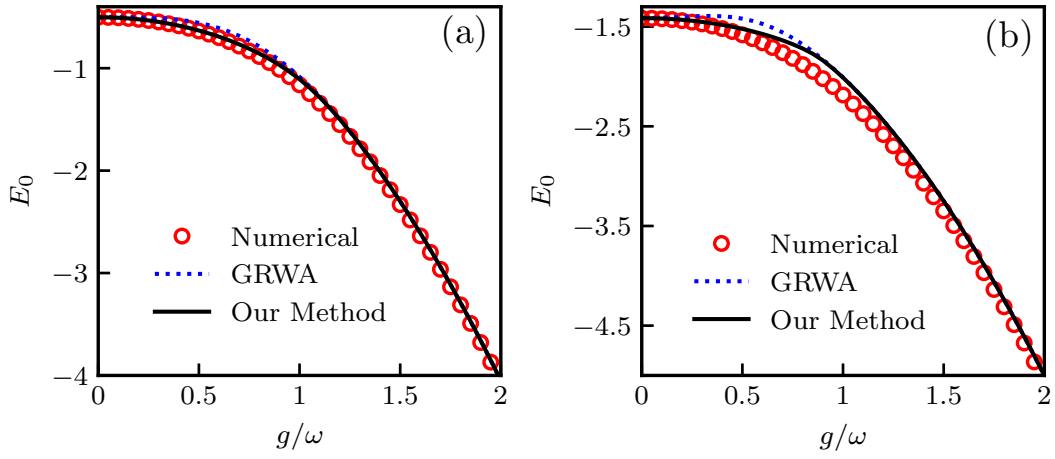 (a)
−1
−2
−3
−4
E₀
Numerical
GRWA
Our Method
0 0.5 1 1.5 2
g/ω
(b)
−1.5
−2.5
−3.5
−4.5
E₀
Numerical
GRWA
Our Method
0 0.5 1 1.5 2
g/ω